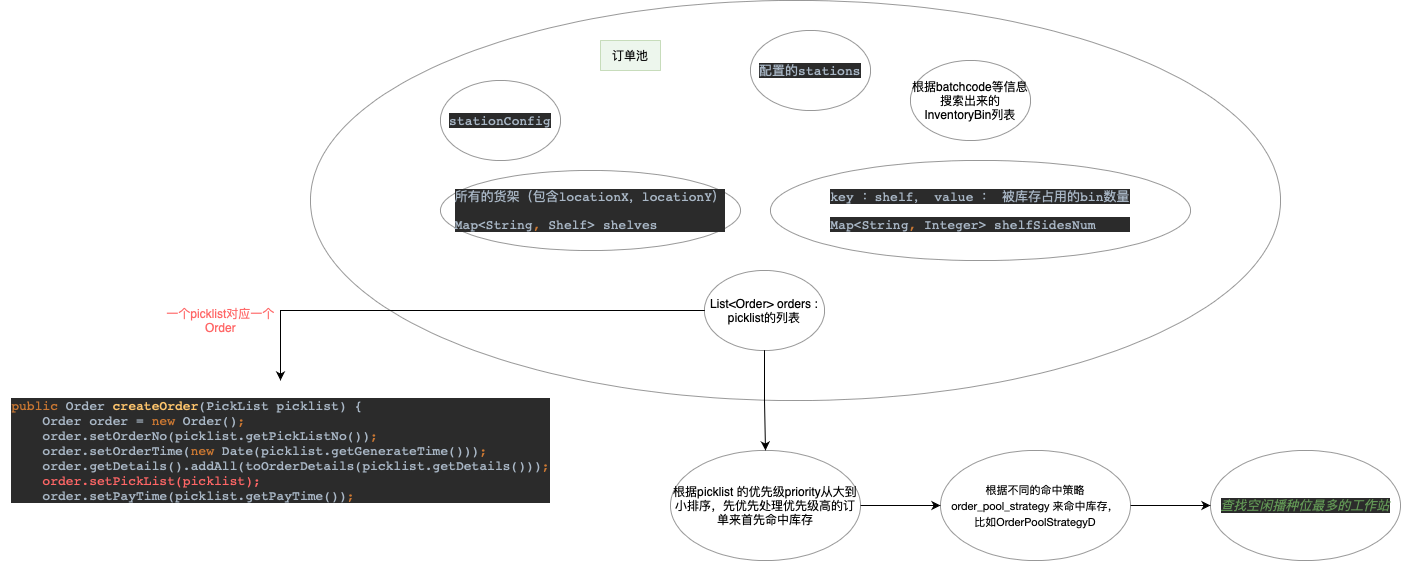 订单池
配置的stations
根据batchcode等信息
搜索出来的
InventoryBin列表
stationConfig
所有的货架（包含locationX，locationY）
Map<String, Shelf> shelves
key ：shelf， value ： 被库存占用的bin数量
Map<String, Integer> shelfSidesNum
List<Order> orders：
picklist的列表
一个picklist对应一个
Order
public Order createOrder(PickList picklist) {
Order order = new Order();
order.setOrderNo(picklist.getPickListNo());
order.setOrderTime(new Date(picklist.getGenerateTime()));
order.getDetails().addAll(toOrderDetails(picklist.getDetails()));
order.setPickList(picklist);
order.setPayTime(picklist.getPayTime());
根据picklist 的优先级priority从大到
小排序，先优先处理优先级高的订
单来首先命中库存
根据不同的命中策略
order_pool_strategy 来命中库存，
比如OrderPoolStrategyD
查找空闲播种位最多的工作站